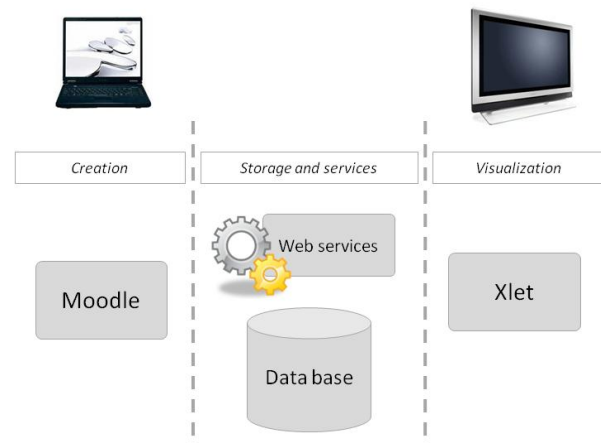 Creation
Storage and services
Visualization
Web services
Moodle
Xlet
Data base